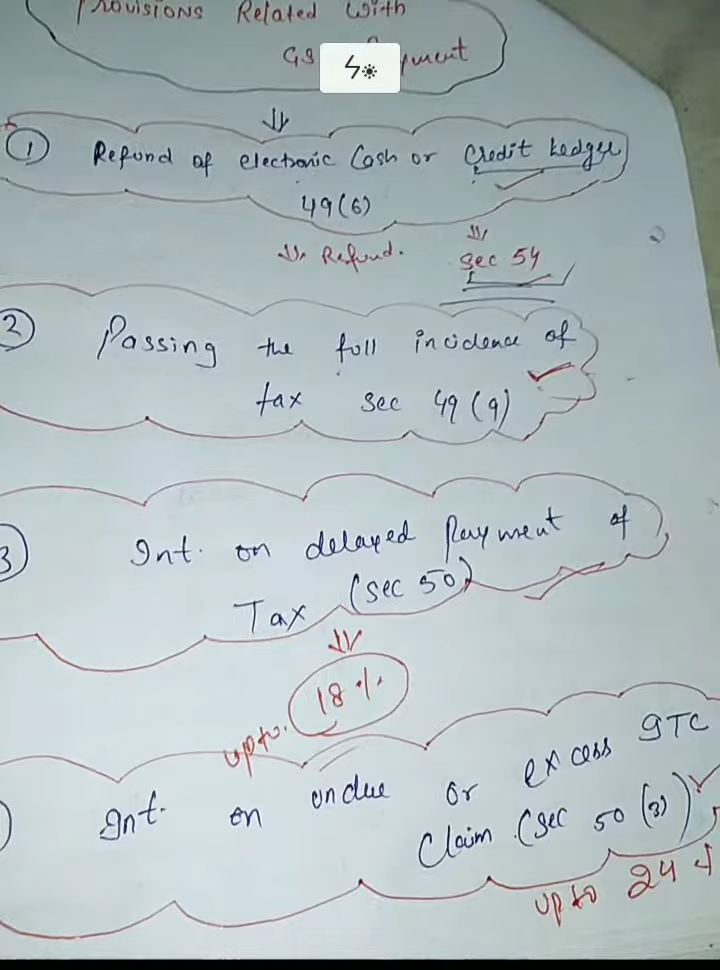 Provisions Related With
Payment
① Refund of electronic Cash or Credit Ledger
49(6)
⇓ Refund. ⇓ Sec 54
② Passing the full incidence of
tax sec 49 (9)
3 Int. on delayed Payment of
Tax (sec 50)
⇓
upto. 18 %
Int. on undue or excess ITC
Claim (sec 50 (3))
upto 24